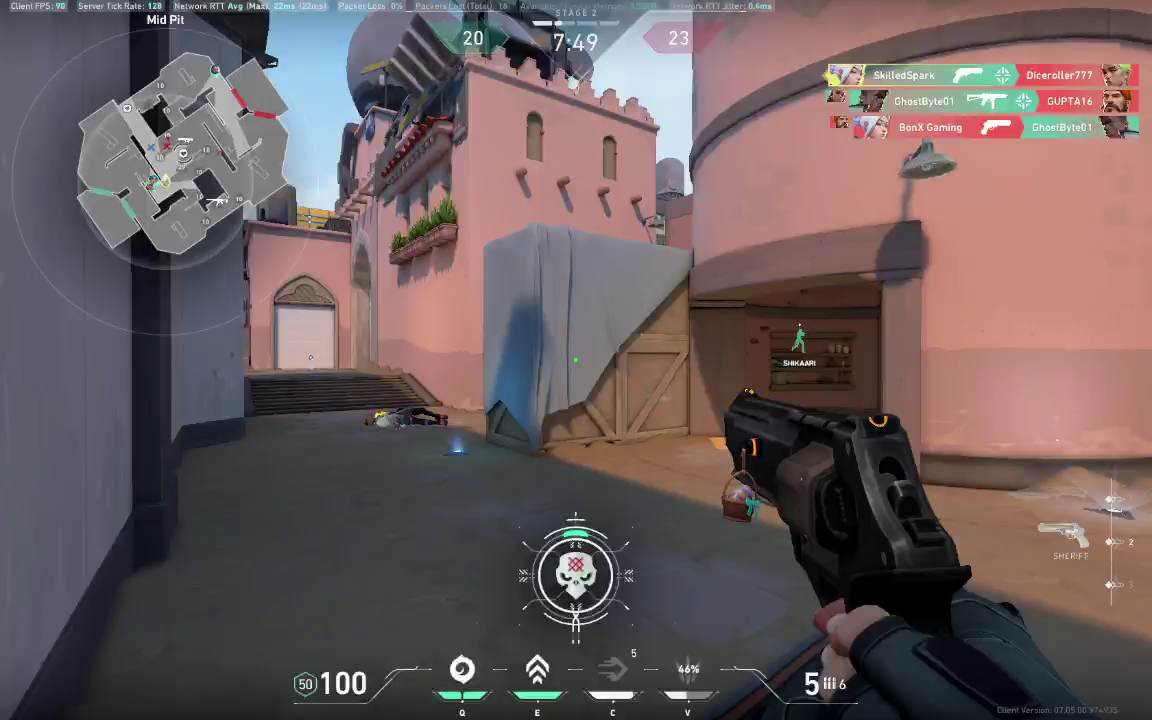 Client FPS: 90 Server Tick Rate: 128 Network RTT Avg (Max): 22ms (22ms) Packet Loss: 0% Packets Lost(Total): 16 Network RTT Jitter: 0.4ms
Mid Pit
STAGE 2
20 7:49 23
SkilledSpark Diceroller777
GhostByte01 GUPTA16
BonX Gaming GhostByte01
SHIKAARI
2
SHERIFF
5
50 100 46% 5 6
Q E C V